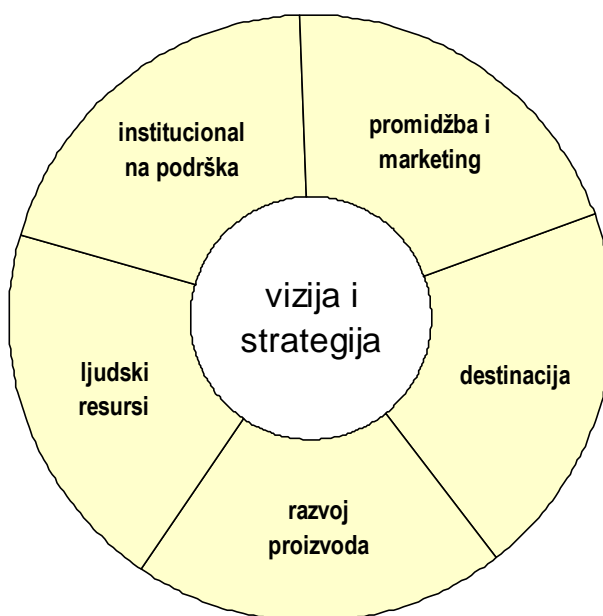 institucional
na podrška
promidžba i
marketing
vizija i
strategija
ljudski
resursi
destinacija
razvoj
proizvoda